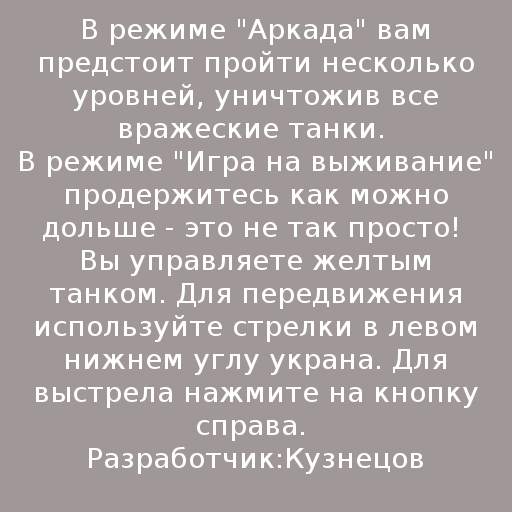 В режиме "Аркада" вам
предстоит пройти несколько
уровней, уничтожив все
вражеские танки.
В режиме "Игра на выживание"
продержитесь как можно
дольше - это не так просто!
Вы управляете желтым
танком. Для передвижения
используйте стрелки в левом
нижнем углу украна. Для
выстрела нажмите на кнопку
справа.
Разработчик:Кузнецов